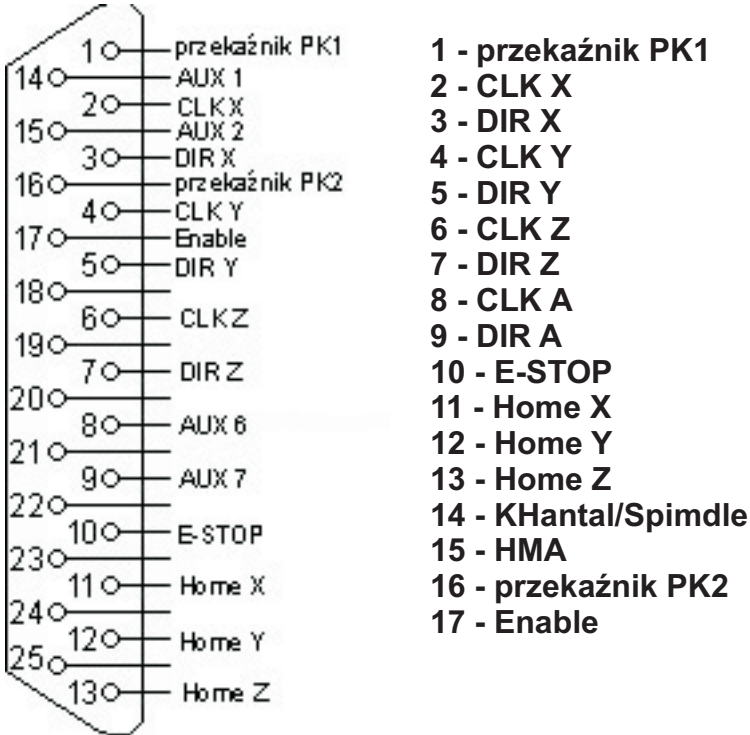 1 przekaźnik PK1
14 AUX 1
2 CLK X
15 AUX 2
3 DIR X
16 przekaźnik PK2
4 CLK Y
17 Enable
5 DIR Y
18
6 CLK Z
19
7 DIR Z
20
8 AUX 6
21
9 AUX 7
22
10 E-STOP
23
11 Home X
24
12 Home Y
25
13 Home Z
1 - przekaźnik PK1
2 - CLK X
3 - DIR X
4 - CLK Y
5 - DIR Y
6 - CLK Z
7 - DIR Z
8 - CLK A
9 - DIR A
10 - E-STOP
11 - Home X
12 - Home Y
13 - Home Z
14 - KHantal/Spimdle
15 - HMA
16 - przekaźnik PK2
17 - Enable